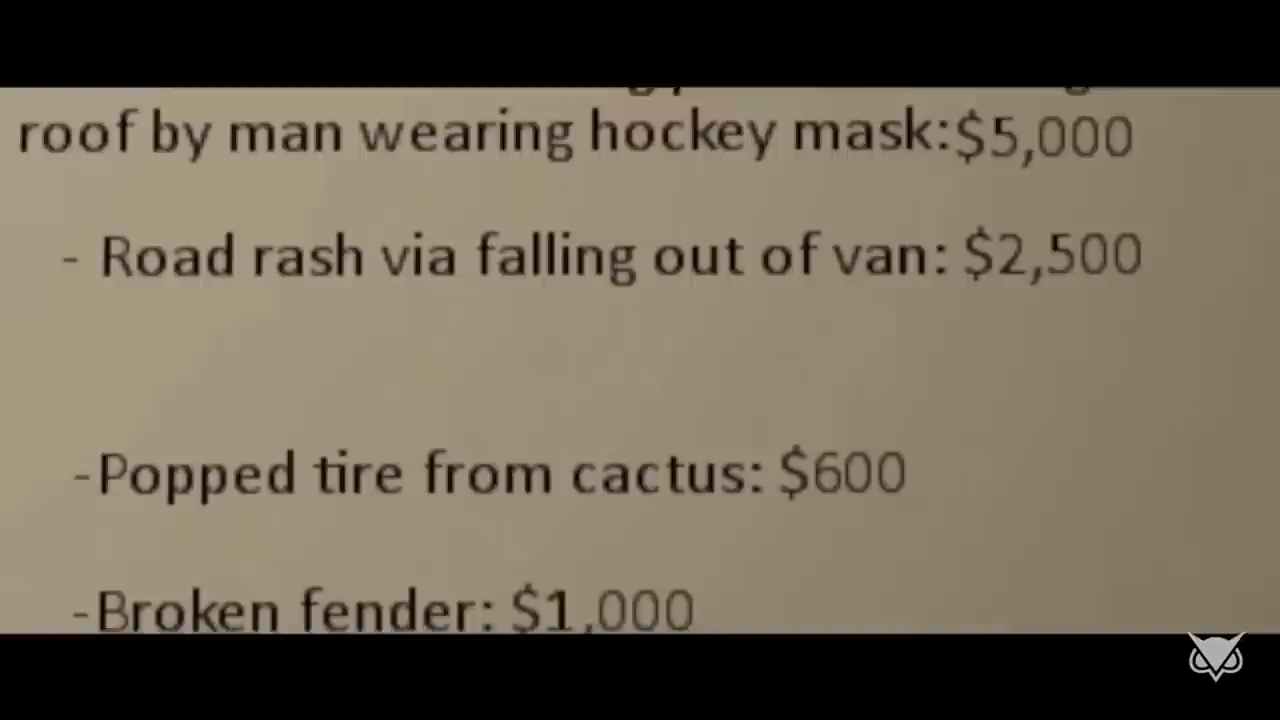 roof by man wearing hockey mask:$5,000
- Road rash via falling out of van: $2,500
-Popped tire from cactus: $600
-Broken fender: $1,000